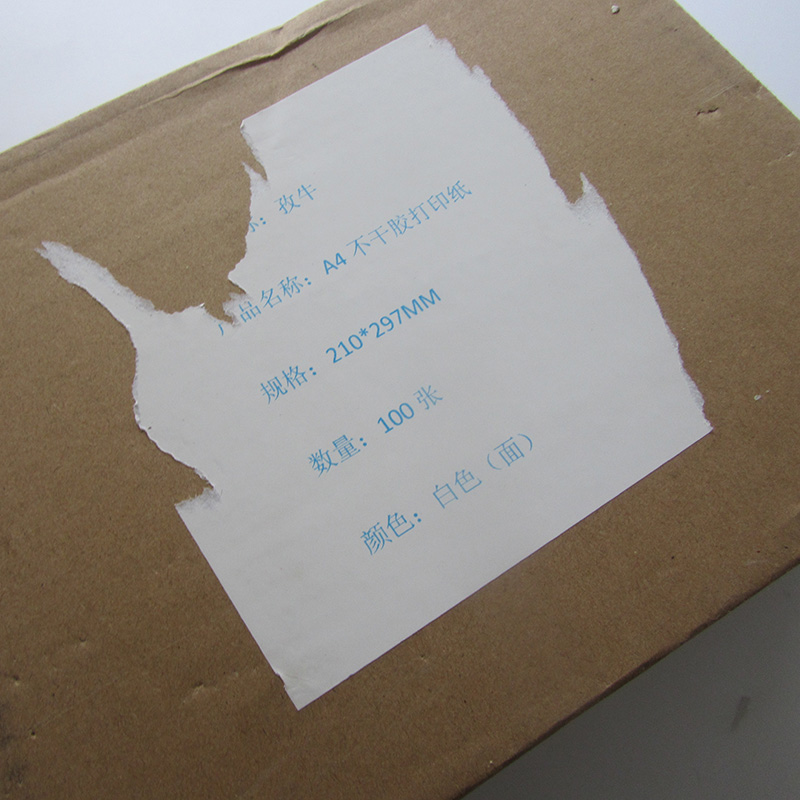 ：孜牛
产品名称：A4 不干胶打印纸
规格：210*297MM
数量：100 张
颜色：白色（面）